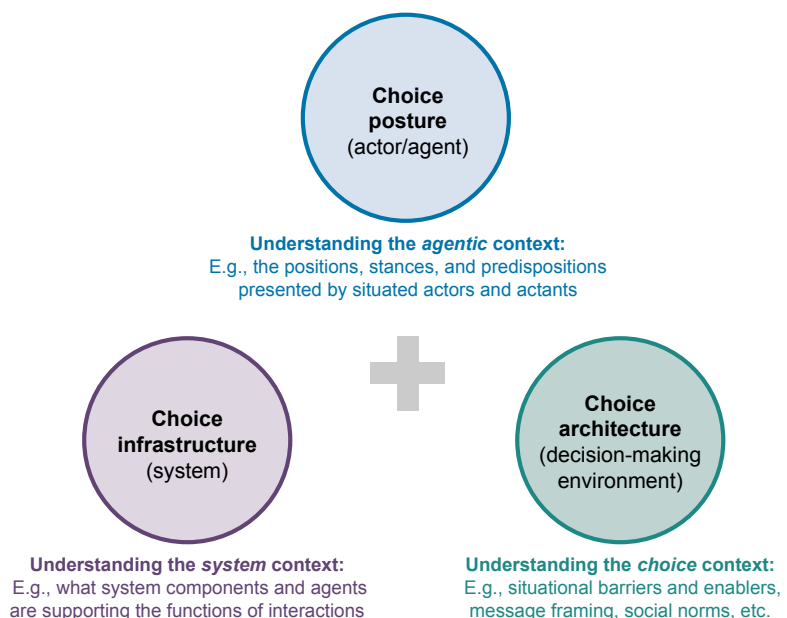 Choice
posture
(actor/agent)
Understanding the agentic context:
E.g., the positions, stances, and predispositions
presented by situated actors and actants
Choice
infrastructure
(system)
Understanding the system context:
E.g., what system components and agents
are supporting the functions of interactions
Choice
architecture
(decision-making
environment)
Understanding the choice context:
E.g., situational barriers and enablers,
message framing, social norms, etc.